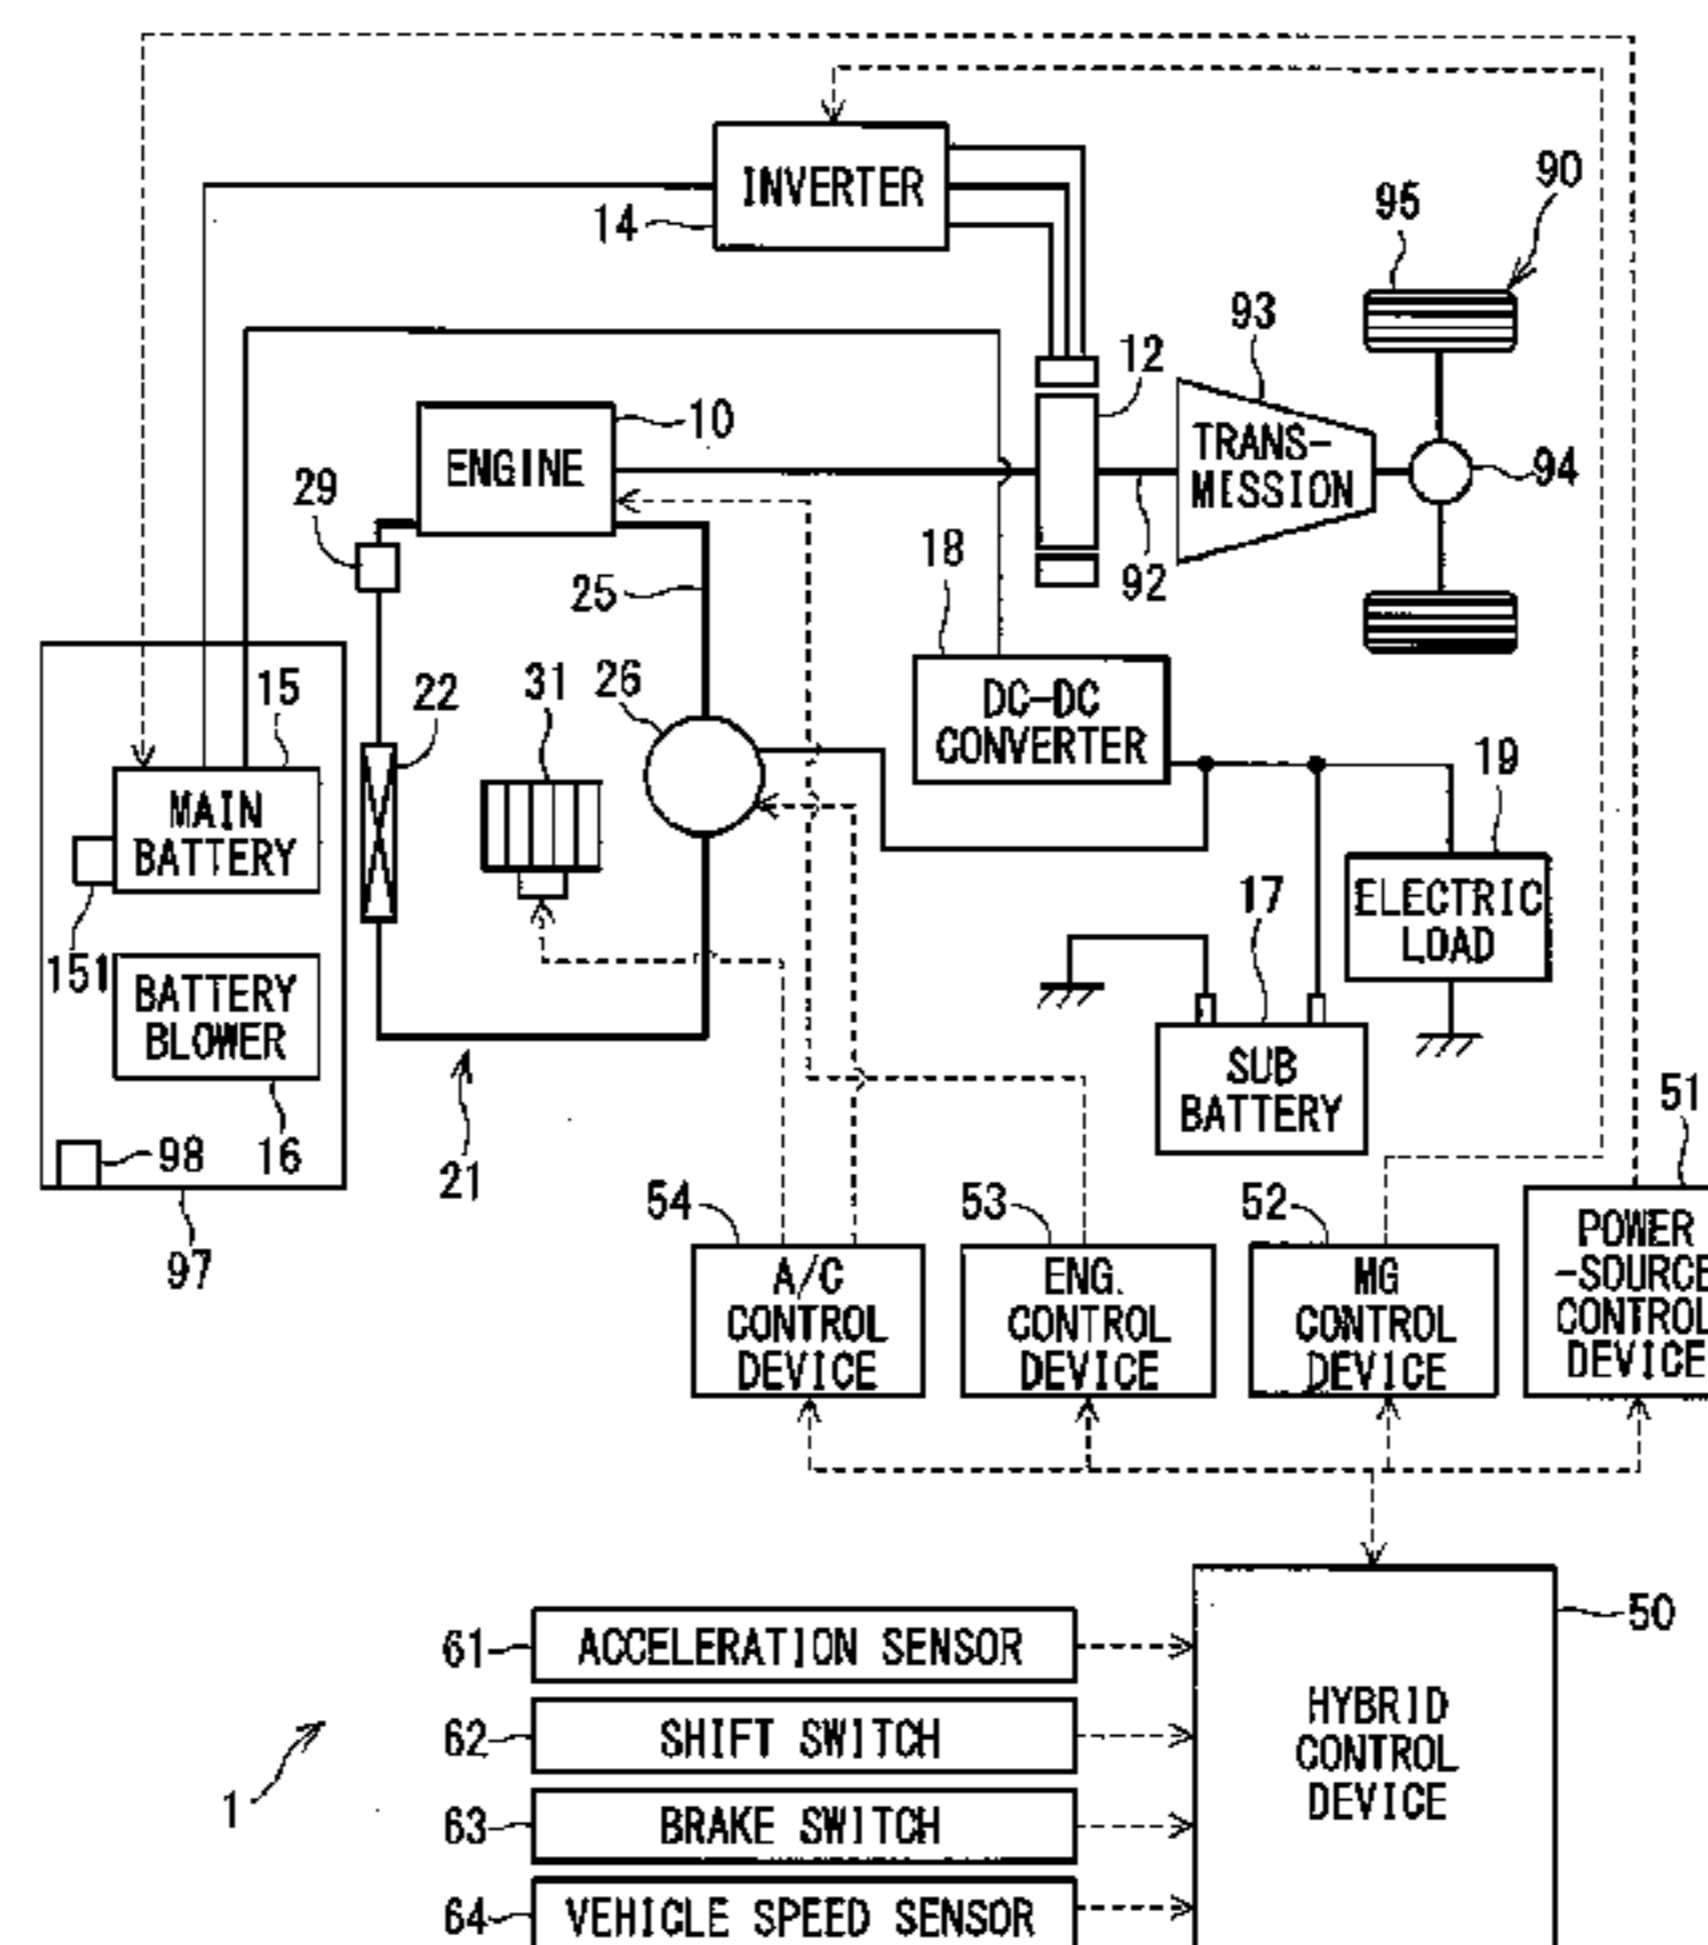 INVERTER
14
90
95
93
12
10
ENGINE
TRANS-
MISSION
94
29
18
92
25
15
22
31
26
DC-DC
CONVERTER
19
MAIN
BATTERY
17
ELECTRIC
LOAD
151
BATTERY
BLOWER
SUB
BATTERY
51
98
16
21
54
53
52
97
A/C
CONTROL
DEVICE
ENG.
CONTROL
DEVICE
MG
CONTROL
DEVICE
POWER
-SOURCE
CONTROL
DEVICE
50
61
ACCELERATION SENSOR
62
SHIFT SWITCH
HYBRID
CONTROL
DEVICE
1
63
BRAKE SWITCH
64
VEHICLE SPEED SENSOR